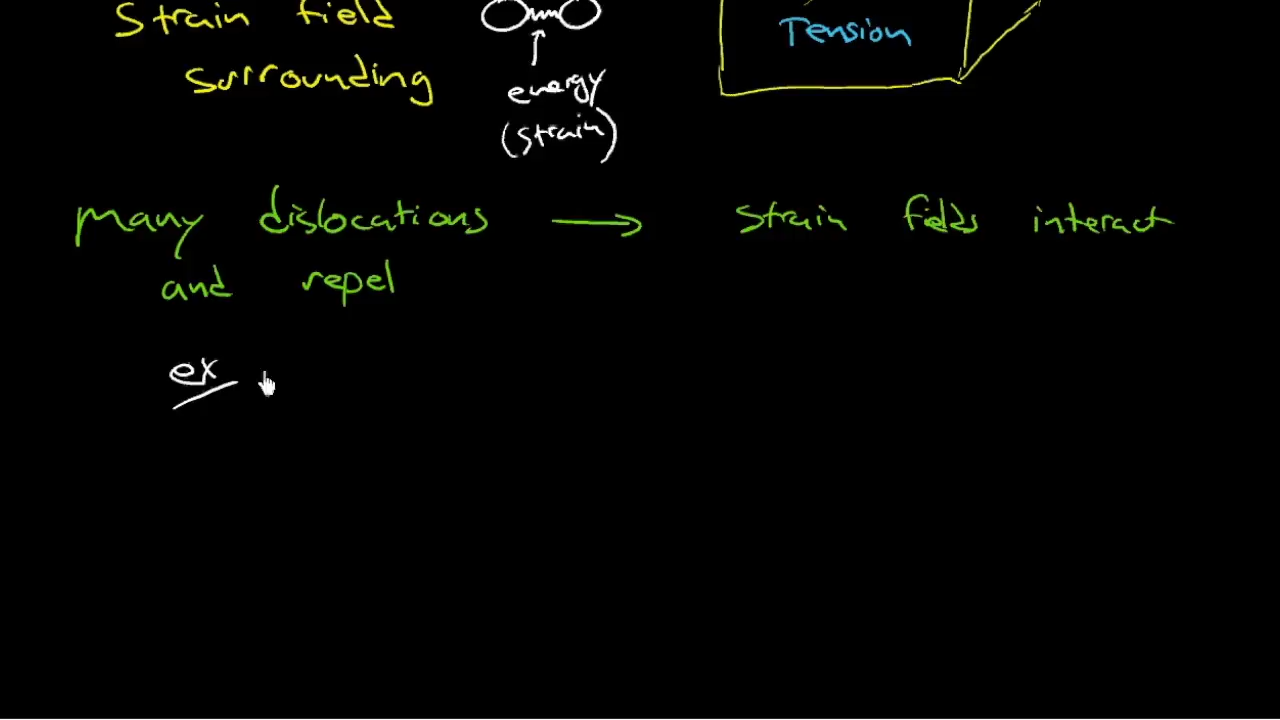 Strain field
surrounding
energy
(strain)
Tension
Many dislocations → strain fields interact
and repel
ex